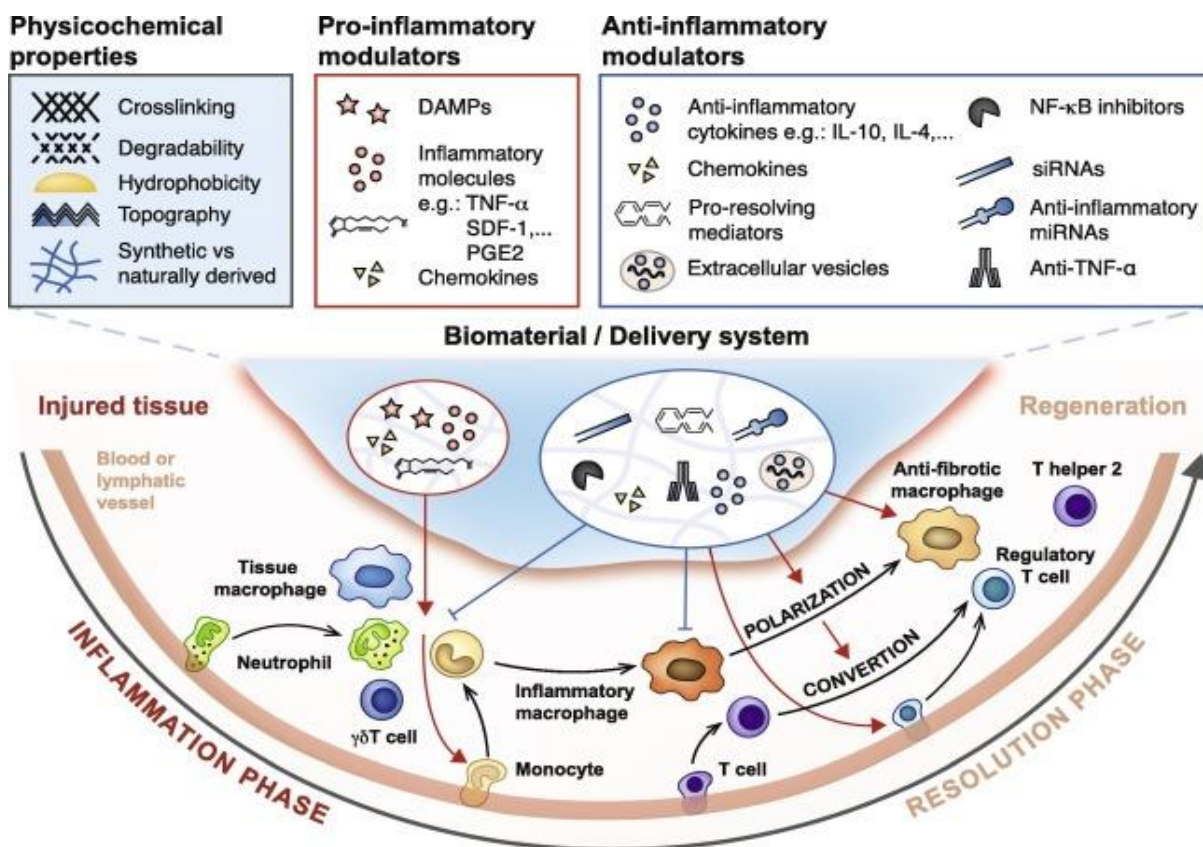 Physicochemical
properties
Crosslinking
Degradability
Hydrophobicity
Topography
Synthetic vs
naturally derived
Pro-inflammatory
modulators
DAMPs
Inflammatory
molecules
e.g.: TNF-α
SDF-1,...
PGE2
Chemokines
Anti-inflammatory
modulators
Anti-inflammatory
cytokines e.g.: IL-10, IL-4,...
Chemokines
Pro-resolving
mediators
Extracellular vesicles
NF-κB inhibitors
siRNAs
Anti-inflammatory
miRNAs
Anti-TNF-α
Biomaterial / Delivery system
Injured tissue
Regeneration
Blood or
lymphatic
vessel
Anti-fibrotic
macrophage
T helper 2
Tissue
macrophage
Regulatory
T cell
POLARIZATION
Neutrophil
CONVERTION
Inflammatory
macrophage
γδT cell
Monocyte
T cell
INFLAMMATION PHASE
RESOLUTION PHASE